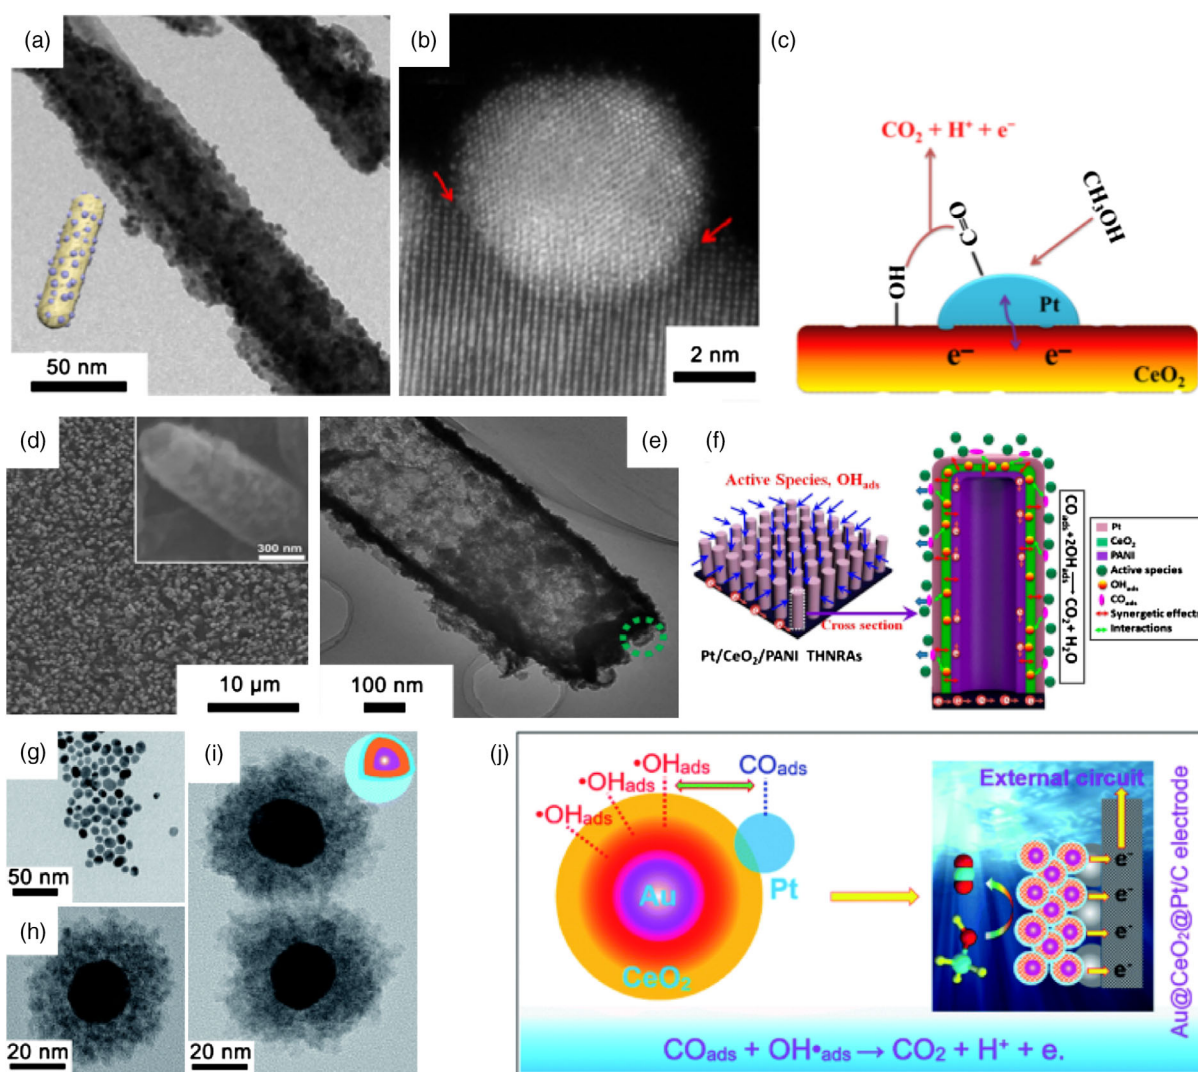 (a)
50 nm
(b)
2 nm
(c)
CO₂ + H⁺ + e⁻
HO
C=O
CH₃OH
Pt
e⁻ e⁻
CeO₂
(d)
300 nm
10 µm
(e)
100 nm
(f)
Active Species, OHads
Cross section
Pt/CeO₂/PANI THNRAs
COads+2OHads→ CO₂ + H₂O
Pt
CeO₂
PANI
Active species
OHads
COads
Synergetic effects
Interactions
(g)
50 nm
(h)
20 nm
(i)
20 nm
(j)
•OHads
•OHads
•OHads
COads
Au
Pt
CeO₂
External circuit
e⁻
e⁻
e⁻
e⁻
Au@CeO₂@Pt/C electrode
COads + OH•ads → CO₂ + H⁺ + e.